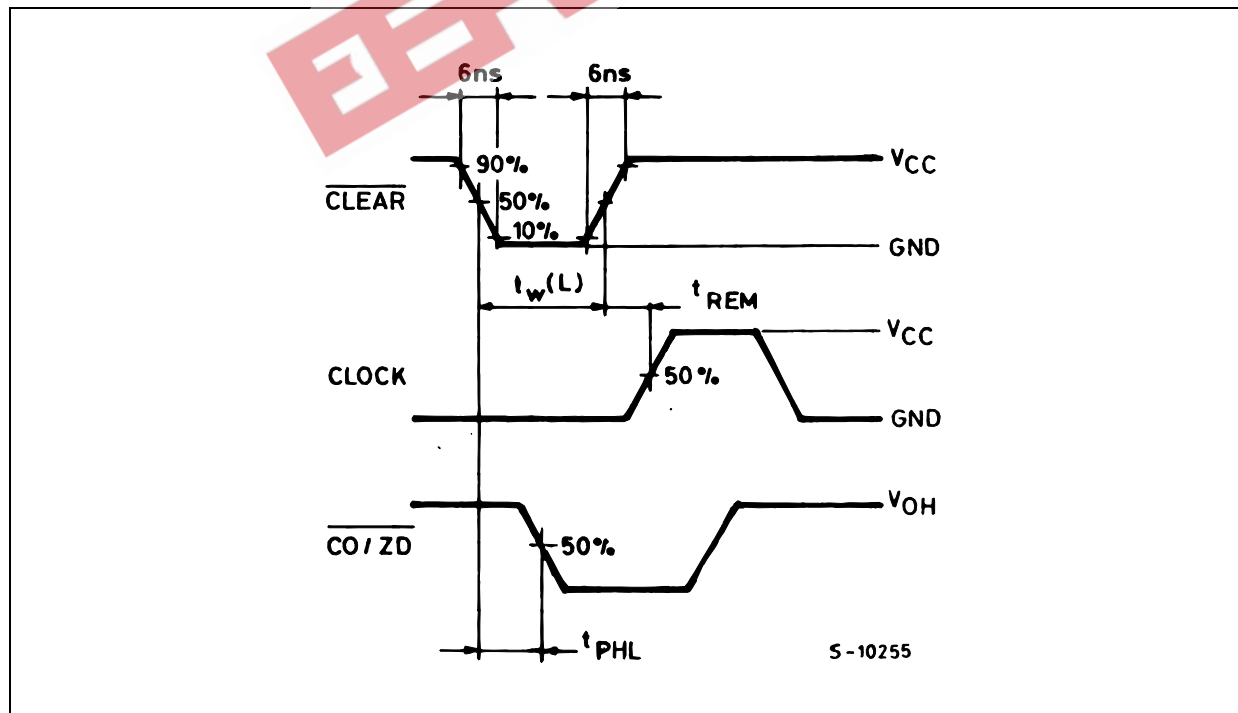 6ns 6ns
90% VCC
CLEAR 50%
10% GND
tw(L) tREM
VCC
CLOCK 50%
GND
VOH
CO/ZD 50%
tPHL S-10255